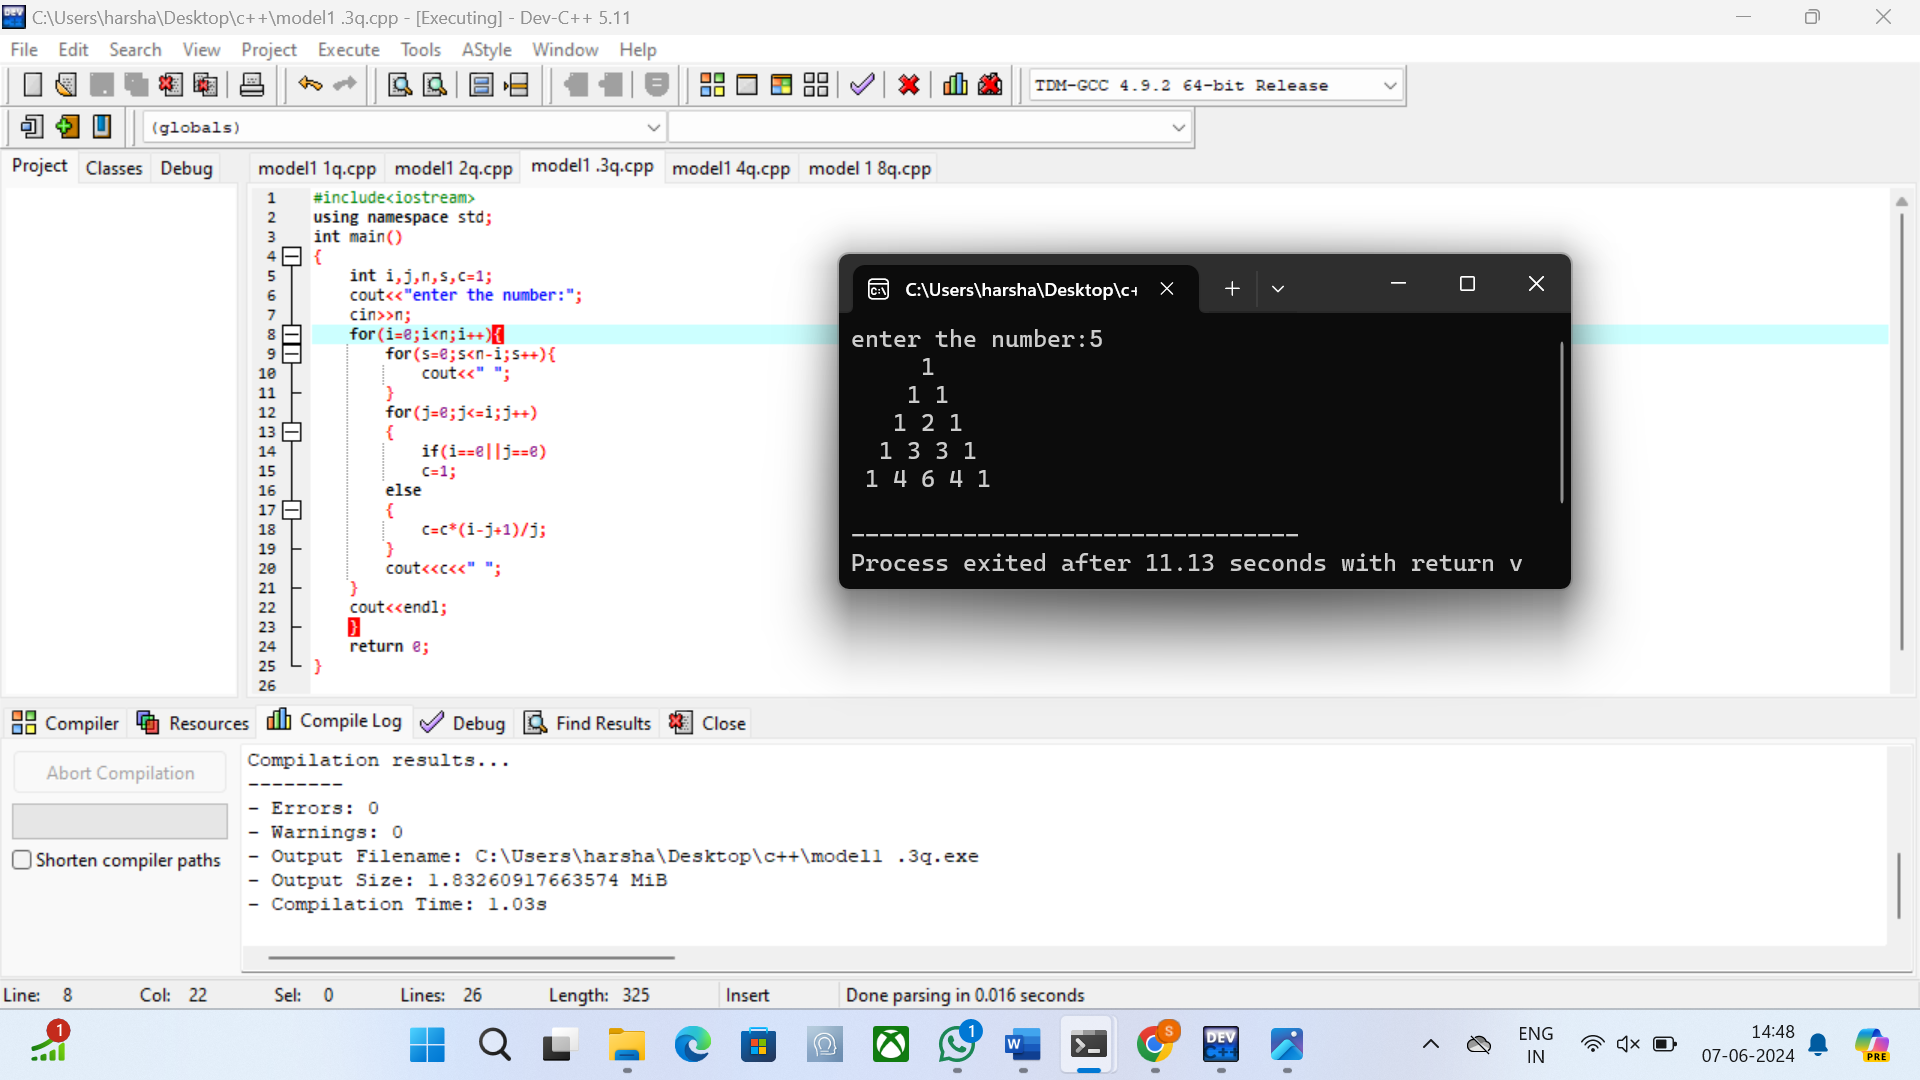 C:\Users\harsha\Desktop\c++\model1 .3q.cpp - [Executing] - Dev-C++ 5.11
File Edit Search View Project Execute Tools AStyle Window Help
TDM-GCC 4.9.2 64-bit Release
(globals)
Project Classes Debug
model1 1q.cpp model1 2q.cpp model1 .3q.cpp model1 4q.cpp model 1 8q.cpp
1 #include<iostream>
2 using namespace std;
3 int main()
4 {
5 int i,j,n,s,c=1;
6 cout<<"enter the number:";
7 cin>>n;
8 for(i=0;i<n;i++){
9 for(s=0;s<n-i;s++){
10 cout<<" ";
11 }
12 for(j=0;j<=i;j++)
13 {
14 if(i==0||j==0)
15 c=1;
16 else
17 {
18 c=c*(i-j+1)/j;
19 }
20 cout<<c<<" ";
21 }
22 cout<<endl;
23 }
24 return 0;
25 }
26
C:\Users\harsha\Desktop\c+
enter the number:5
1
1 1
1 2 1
1 3 3 1
1 4 6 4 1
--------------------------------
Process exited after 11.13 seconds with return v
Compiler Resources Compile Log Debug Find Results Close
Abort Compilation
Shorten compiler paths
Compilation results...
--------
- Errors: 0
- Warnings: 0
- Output Filename: C:\Users\harsha\Desktop\c++\model1 .3q.exe
- Output Size: 1.83260917663574 MiB
- Compilation Time: 1.03s
Line: 8 Col: 22 Sel: 0 Lines: 26 Length: 325 Insert Done parsing in 0.016 seconds
1
1
W
S
DEV
C++
ENG
IN
14:48
07-06-2024
PRE